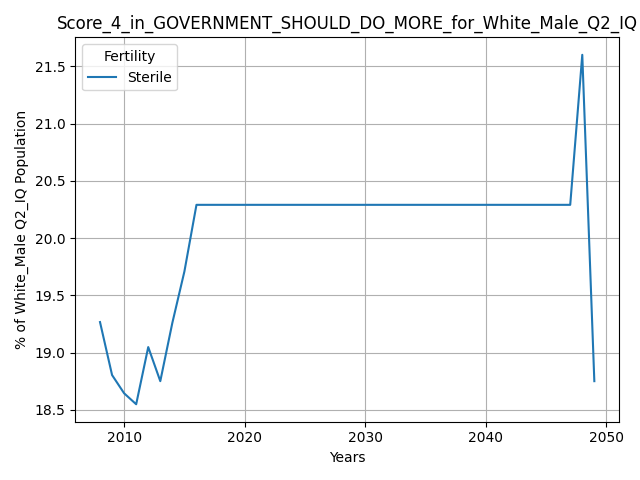 Score_4_in_GOVERNMENT_SHOULD_DO_MORE_for_White_Male_Q2_IQ
Fertility
Sterile
% of White_Male Q2_IQ Population
21.5
21.0
20.5
20.0
19.5
19.0
18.5
2010
2020
2030
2040
2050
Years